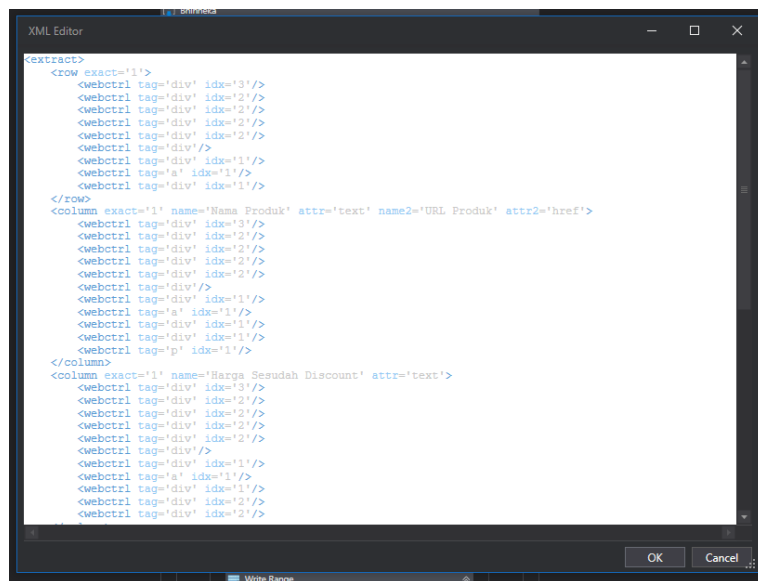 Bhinneka
XML Editor
<extract>
<row exact='1'>
<webctrl tag='div' idx='3'/>
<webctrl tag='div' idx='2'/>
<webctrl tag='div' idx='2'/>
<webctrl tag='div' idx='2'/>
<webctrl tag='div' idx='2'/>
<webctrl tag='div'/>
<webctrl tag='div' idx='1'/>
<webctrl tag='a' idx='1'/>
<webctrl tag='div' idx='1'/>
</row>
<column exact='1' name='Nama Produk' attr='text' name2='URL Produk' attr2='href'>
<webctrl tag='div' idx='3'/>
<webctrl tag='div' idx='2'/>
<webctrl tag='div' idx='2'/>
<webctrl tag='div' idx='2'/>
<webctrl tag='div' idx='2'/>
<webctrl tag='div'/>
<webctrl tag='div' idx='1'/>
<webctrl tag='a' idx='1'/>
<webctrl tag='div' idx='1'/>
<webctrl tag='div' idx='1'/>
<webctrl tag='p' idx='1'/>
</column>
<column exact='1' name='Harga Sesudah Discount' attr='text'>
<webctrl tag='div' idx='3'/>
<webctrl tag='div' idx='2'/>
<webctrl tag='div' idx='2'/>
<webctrl tag='div' idx='2'/>
<webctrl tag='div' idx='2'/>
<webctrl tag='div'/>
<webctrl tag='div' idx='1'/>
<webctrl tag='a' idx='1'/>
<webctrl tag='div' idx='1'/>
<webctrl tag='div' idx='2'/>
<webctrl tag='div' idx='2'/>
OK Cancel
Write Range